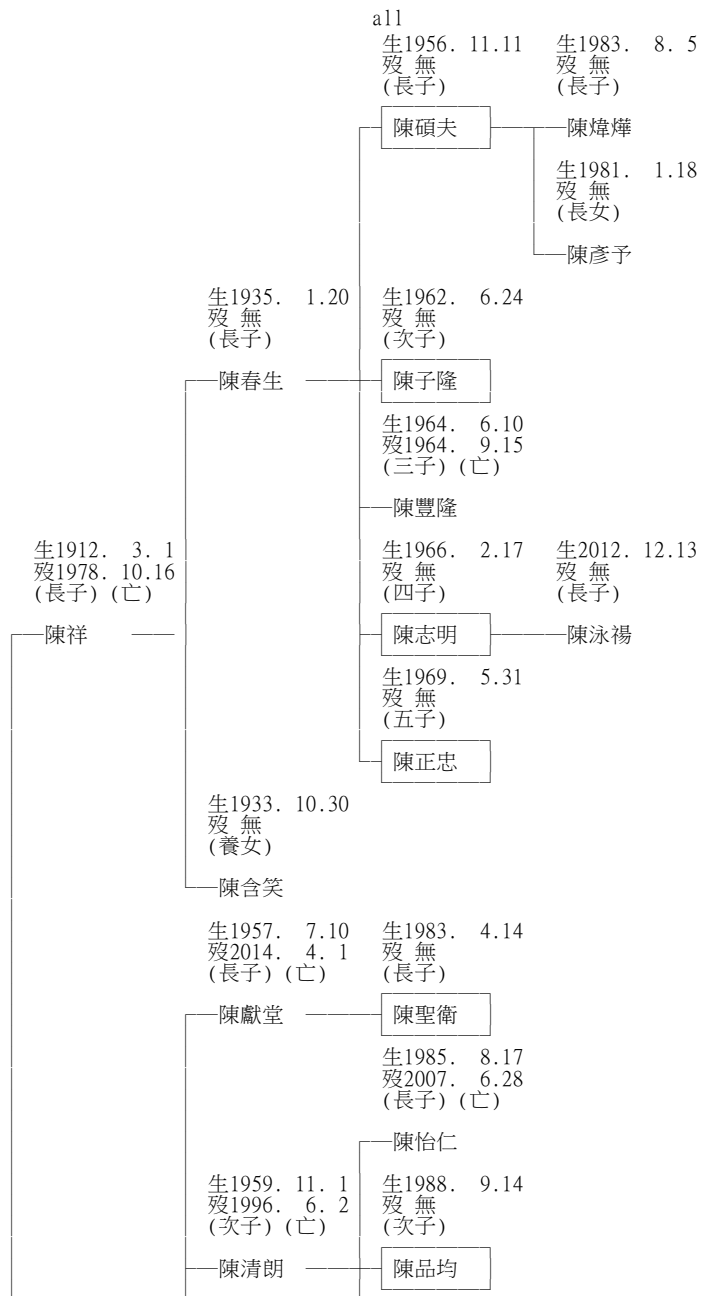 all
生1956. 11.11 生1983. 8. 5
歿 無 歿 無
(長子) (長子)
陳碩夫 陳煒燁
生1981. 1.18
歿 無
(長女)
陳彥予
生1935. 1.20 生1962. 6.24
歿 無 歿 無
(長子) (次子)
陳春生 陳子隆
生1964. 6.10
歿1964. 9.15
(三子) (亡)
陳豐隆
生1912. 3. 1 生1966. 2.17 生2012. 12.13
歿1978. 10.16 歿 無 歿 無
(長子) (亡) (四子) (長子)
陳祥 陳志明 陳泳禓
生1969. 5.31
歿 無
(五子)
陳正忠
生1933. 10.30
歿 無
(養女)
陳含笑
生1957. 7.10 生1983. 4.14
歿2014. 4. 1 歿 無
(長子) (亡) (長子)
陳獻堂 陳聖衛
生1985. 8.17
歿2007. 6.28
(長子) (亡)
陳怡仁
生1959. 11. 1 生1988. 9.14
歿1996. 6. 2 歿 無
(次子) (亡) (次子)
陳清朗 陳品均